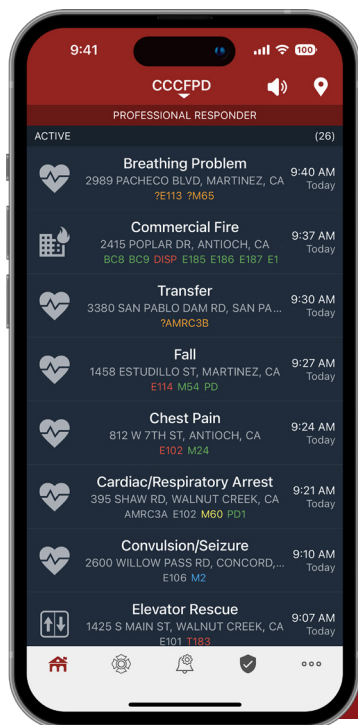 9:41
100
CCCFPD
PROFESSIONAL RESPONDER
ACTIVE (26)
Breathing Problem
2989 PACHECO BLVD, MARTINEZ, CA
?E113 ?M65
9:40 AM
Today
Commercial Fire
2415 POPLAR DR, ANTIOCH, CA
BC8 BC9 DISP E185 E186 E187 E1
9:37 AM
Today
Transfer
3380 SAN PABLO DAM RD, SAN PA...
?AMRC3B
9:30 AM
Today
Fall
1458 ESTUDILLO ST, MARTINEZ, CA
E114 M54 PD
9:27 AM
Today
Chest Pain
812 W 7TH ST, ANTIOCH, CA
E102 M24
9:24 AM
Today
Cardiac/Respiratory Arrest
395 SHAW RD, WALNUT CREEK, CA
AMRC3A E102 M60 PD1
9:21 AM
Today
Convulsion/Seizure
2600 WILLOW PASS RD, CONCORD,...
E106 M2
9:10 AM
Today
Elevator Rescue
1425 S MAIN ST, WALNUT CREEK, CA
E101 T183
9:07 AM
Today